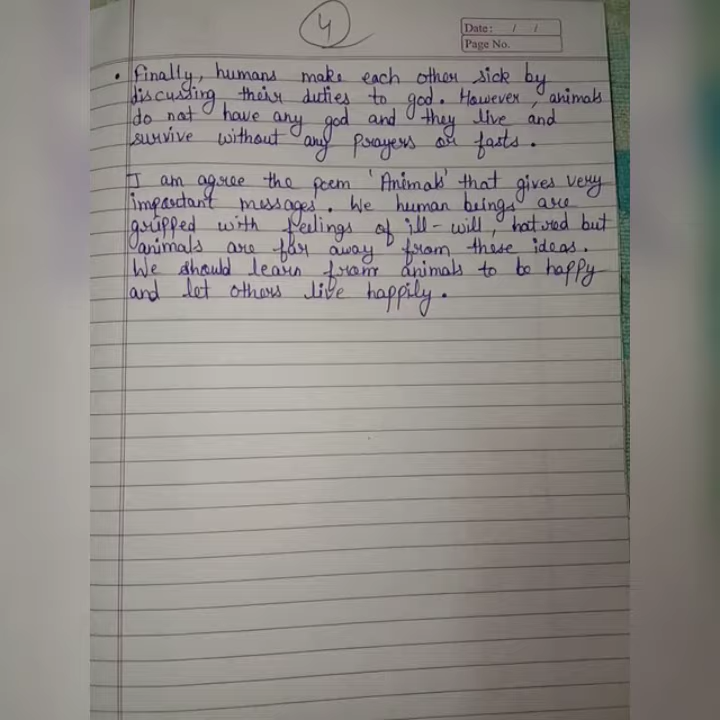 4
Date: / /
Page No.
• Finally, humans make each other sick by
discussing their duties to god. However, animals
do not have any god and they live and
survive without any prayers or fasts.
I am agree the poem 'Animals' that gives very
important messages. We human beings are
gripped with feelings of ill-will, hatred but
animals are far away from these ideas.
We should learn from animals to be happy
and let others live happily.